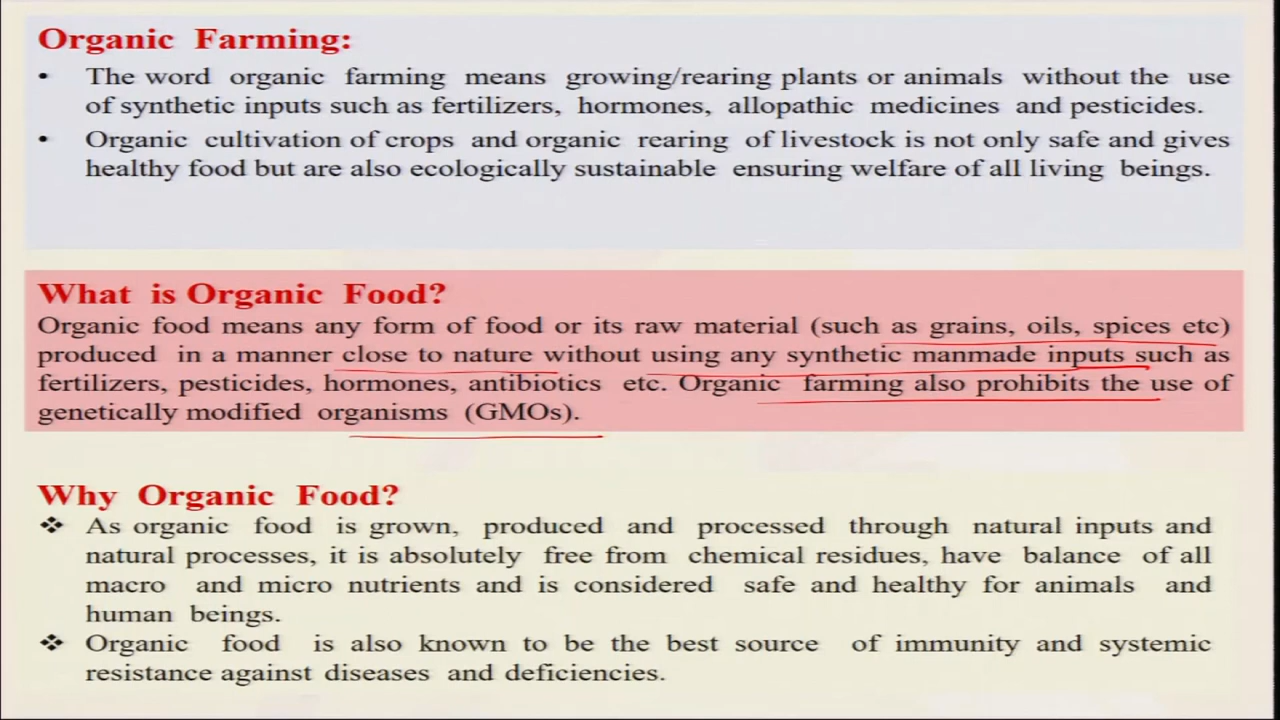 Organic Farming:
• The word organic farming means growing/rearing plants or animals without the use
of synthetic inputs such as fertilizers, hormones, allopathic medicines and pesticides.
• Organic cultivation of crops and organic rearing of livestock is not only safe and gives
healthy food but are also ecologically sustainable ensuring welfare of all living beings.
What is Organic Food?
Organic food means any form of food or its raw material (such as grains, oils, spices etc)
produced in a manner close to nature without using any synthetic manmade inputs such as
fertilizers, pesticides, hormones, antibiotics etc. Organic farming also prohibits the use of
genetically modified organisms (GMOs).
Why Organic Food?
❖ As organic food is grown, produced and processed through natural inputs and
natural processes, it is absolutely free from chemical residues, have balance of all
macro and micro nutrients and is considered safe and healthy for animals and
human beings.
❖ Organic food is also known to be the best source of immunity and systemic
resistance against diseases and deficiencies.